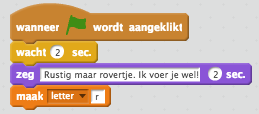 wanneer wordt aangeklikt
wacht 2 sec.
zeg Rustig maar rovertje. Ik voer je wel! 2 sec.
maak letter r